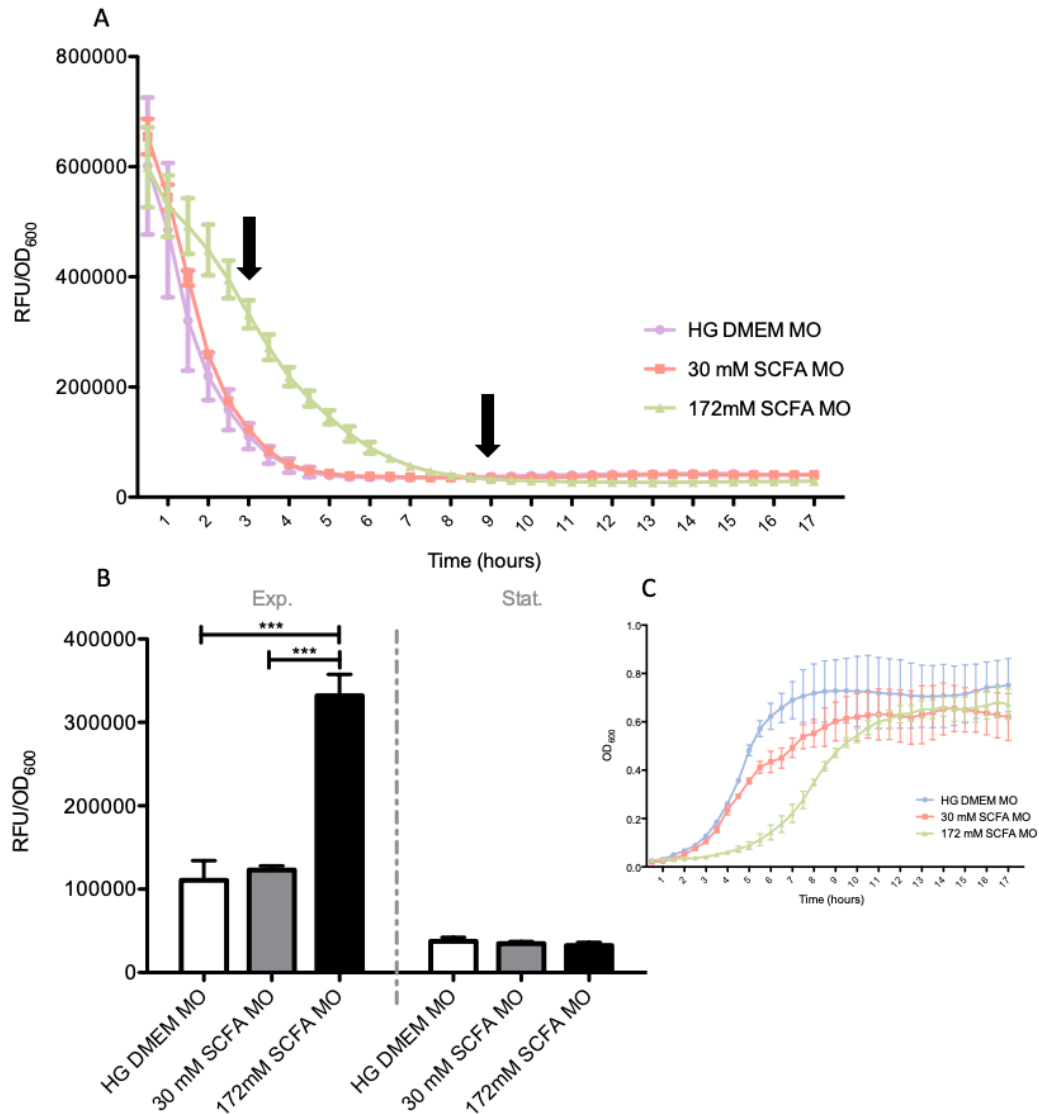 A
800000
600000
400000
200000
0
RFU/OD600
1 2 3 4 5 6 7 8 9 10 11 12 13 14 15 16 17
Time (hours)
HG DMEM MO
30 mM SCFA MO
172mM SCFA MO
B
Exp.
Stat.
***
***
400000
300000
200000
100000
0
RFU/OD600
HG DMEM MO
30 mM SCFA MO
172mM SCFA MO
HG DMEM MO
30 mM SCFA MO
172mM SCFA MO
C
1.0
0.8
0.6
0.4
0.2
0.0
OD600
1 2 3 4 5 6 7 8 9 10 11 12 13 14 15 16 17
Time (hours)
HG DMEM MO
30 mM SCFA MO
172 mM SCFA MO